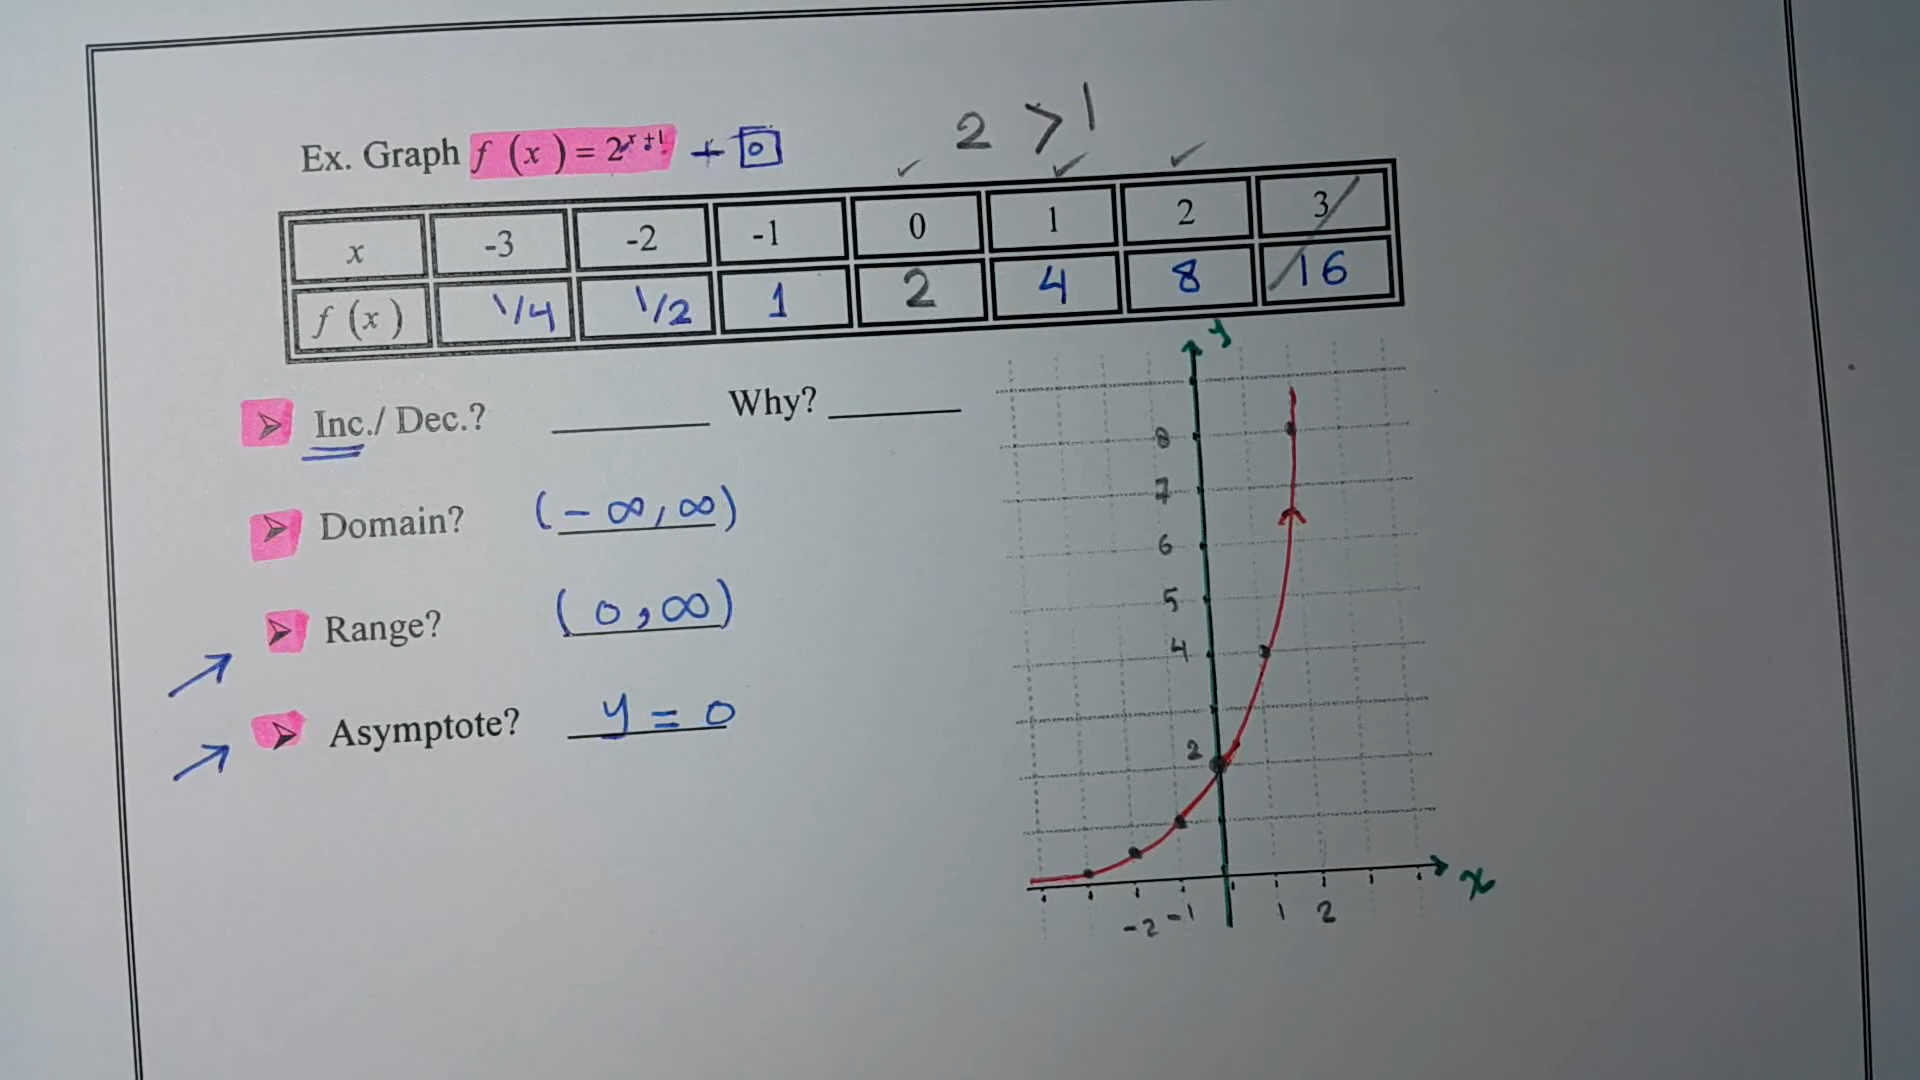 2 > 1
Ex. Graph f (x) = 2^x+1 + 0
x -3 -2 -1 0 1 2 3
f (x) 1/4 1/2 1 2 4 8 16
Inc./ Dec.? Why?
Domain? (-∞,∞)
Range? (0,∞)
Asymptote? y = 0
y
8
7
6
5
4
2
x
-2 -1 1 2